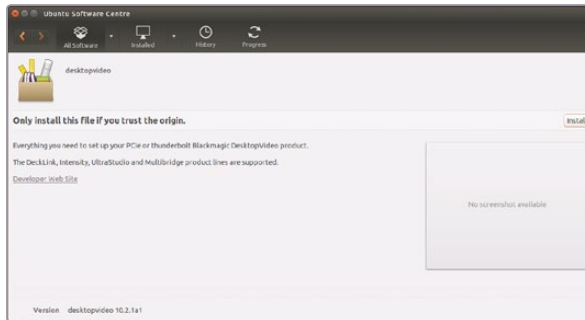 Ubuntu Software Centre
All Software
Installed
History
Progress
desktopvideo
Only install this file if you trust the origin.
Instal
Everything you need to set up your PCIe or thunderbolt Blackmagic DesktopVideo product.
The DeckLink, Intensity, UltraStudio and Multibridge product lines are supported.
Developer Web Site
No screenshot available
Version desktopvideo 10.2.1a1